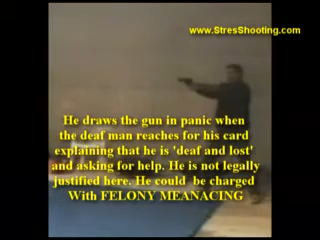 www.StresShooting.com
He draws the gun in panic when
the deaf man reaches for his card
explaining that he is 'deaf and lost'
and asking for help. He is not legally
justified here. He could be charged
With FELONY MEANACING